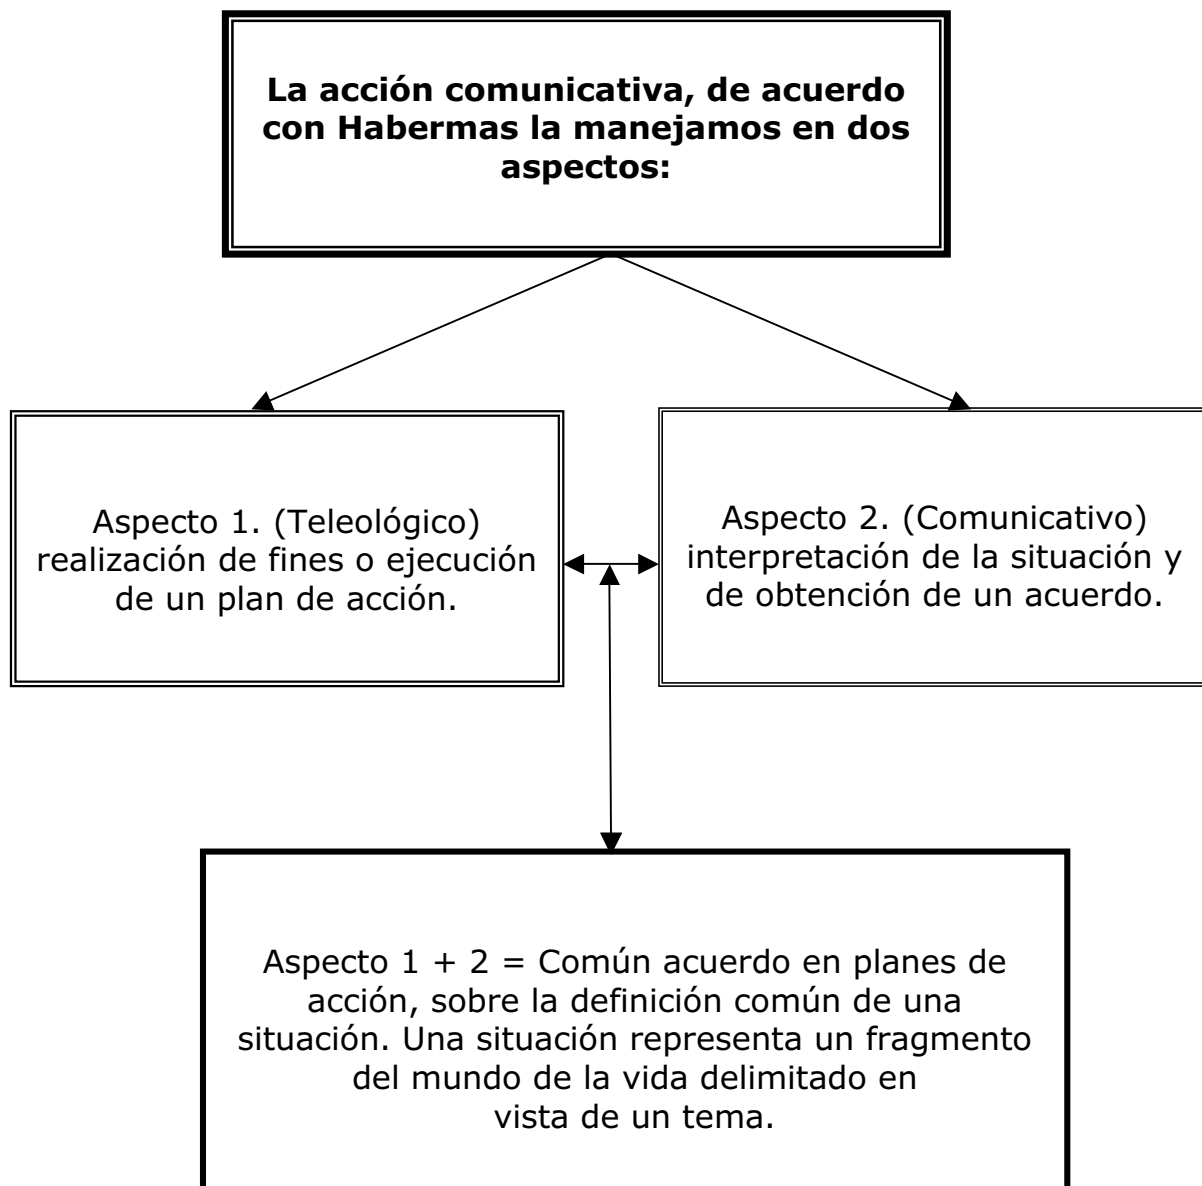 La acción comunicativa, de acuerdo
con Habermas la manejamos en dos
aspectos:
Aspecto 1. (Teleológico)
realización de fines o ejecución
de un plan de acción.
Aspecto 2. (Comunicativo)
interpretación de la situación y
de obtención de un acuerdo.
Aspecto 1 + 2 = Común acuerdo en planes de
acción, sobre la definición común de una
situación. Una situación representa un fragmento
del mundo de la vida delimitado en
vista de un tema.